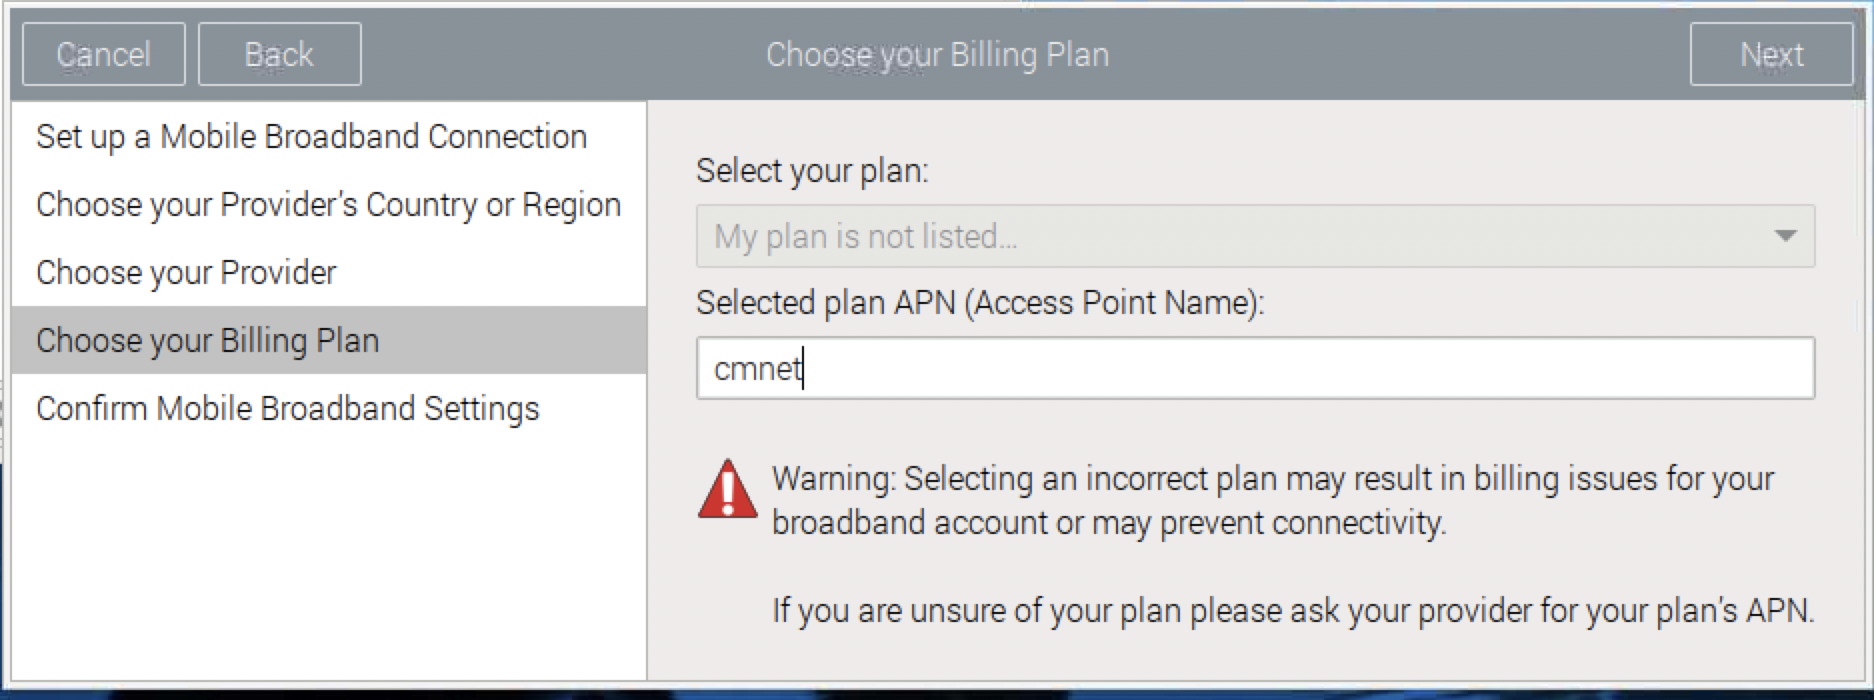 Cancel
Back
Choose your Billing Plan
Next
Set up a Mobile Broadband Connection
Choose your Provider's Country or Region
Choose your Provider
Choose your Billing Plan
Confirm Mobile Broadband Settings
Select your plan:
My plan is not listed...
Selected plan APN (Access Point Name):
cmnet
Warning: Selecting an incorrect plan may result in billing issues for your
broadband account or may prevent connectivity.
If you are unsure of your plan please ask your provider for your plan's APN.